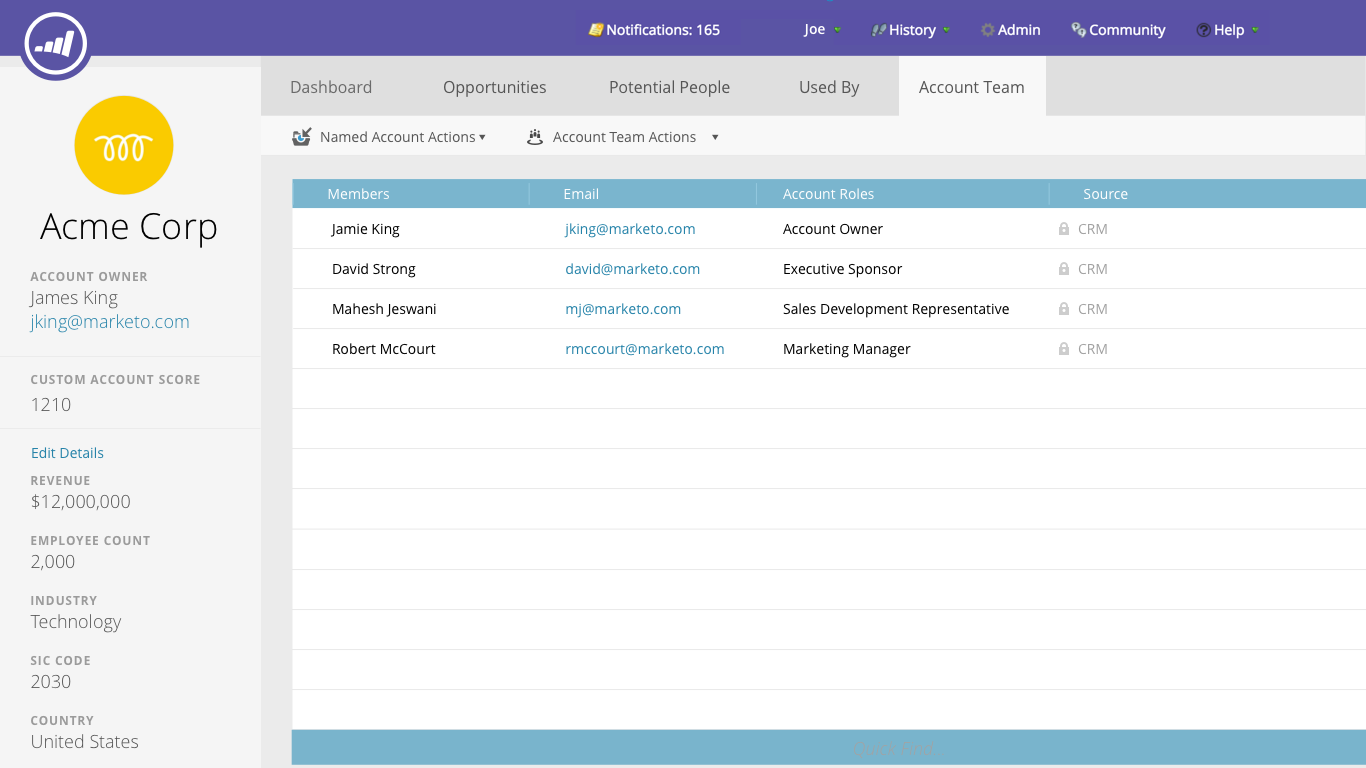 Notifications: 165 Joe History Admin Community Help
Dashboard Opportunities Potential People Used By Account Team
Named Account Actions Account Team Actions
Acme Corp
ACCOUNT OWNER
James King
jking@marketo.com
CUSTOM ACCOUNT SCORE
1210
Edit Details
REVENUE
$12,000,000
EMPLOYEE COUNT
2,000
INDUSTRY
Technology
SIC CODE
2030
COUNTRY
United States
Members Email Account Roles Source
Jamie King jking@marketo.com Account Owner CRM
David Strong david@marketo.com Executive Sponsor CRM
Mahesh Jeswani mj@marketo.com Sales Development Representative CRM
Robert McCourt rmccourt@marketo.com Marketing Manager CRM